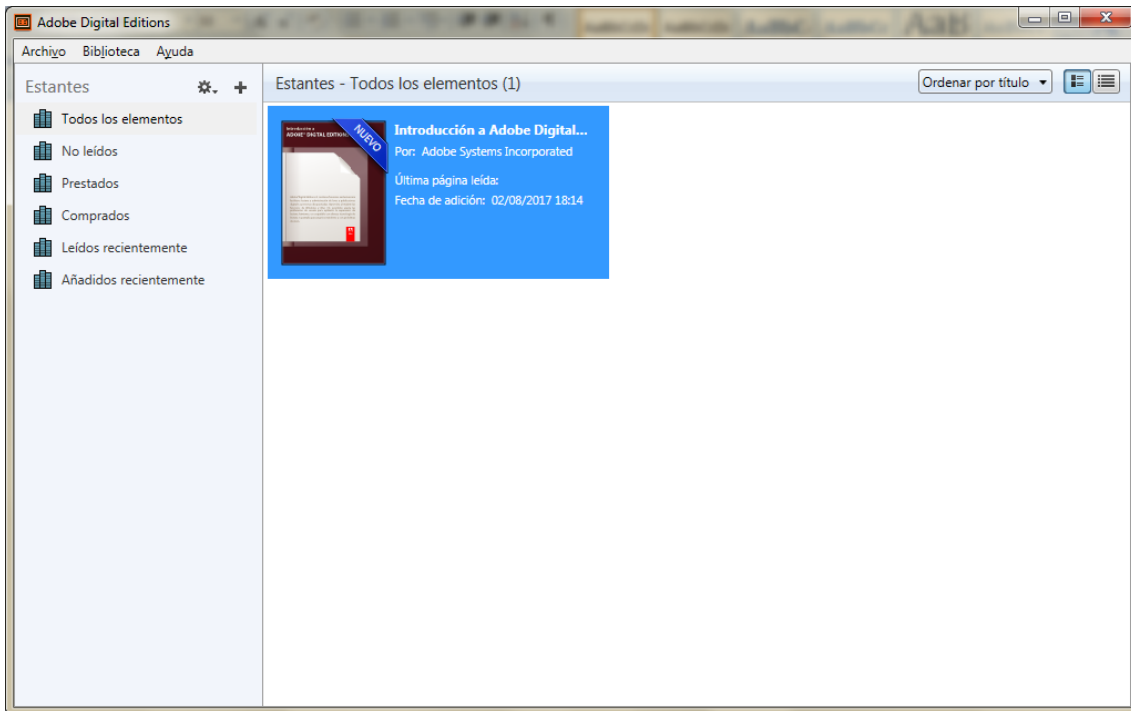 Adobe Digital Editions
Archivo Biblioteca Ayuda
Estantes
Todos los elementos
No leídos
Prestados
Comprados
Leídos recientemente
Añadidos recientemente
Estantes - Todos los elementos (1)
Ordenar por título
Introducción a
ADOBE® DIGITAL EDITIONS
NUEVO
Introducción a Adobe Digital...
Por: Adobe Systems Incorporated
Última página leída:
Fecha de adición: 02/08/2017 18:14